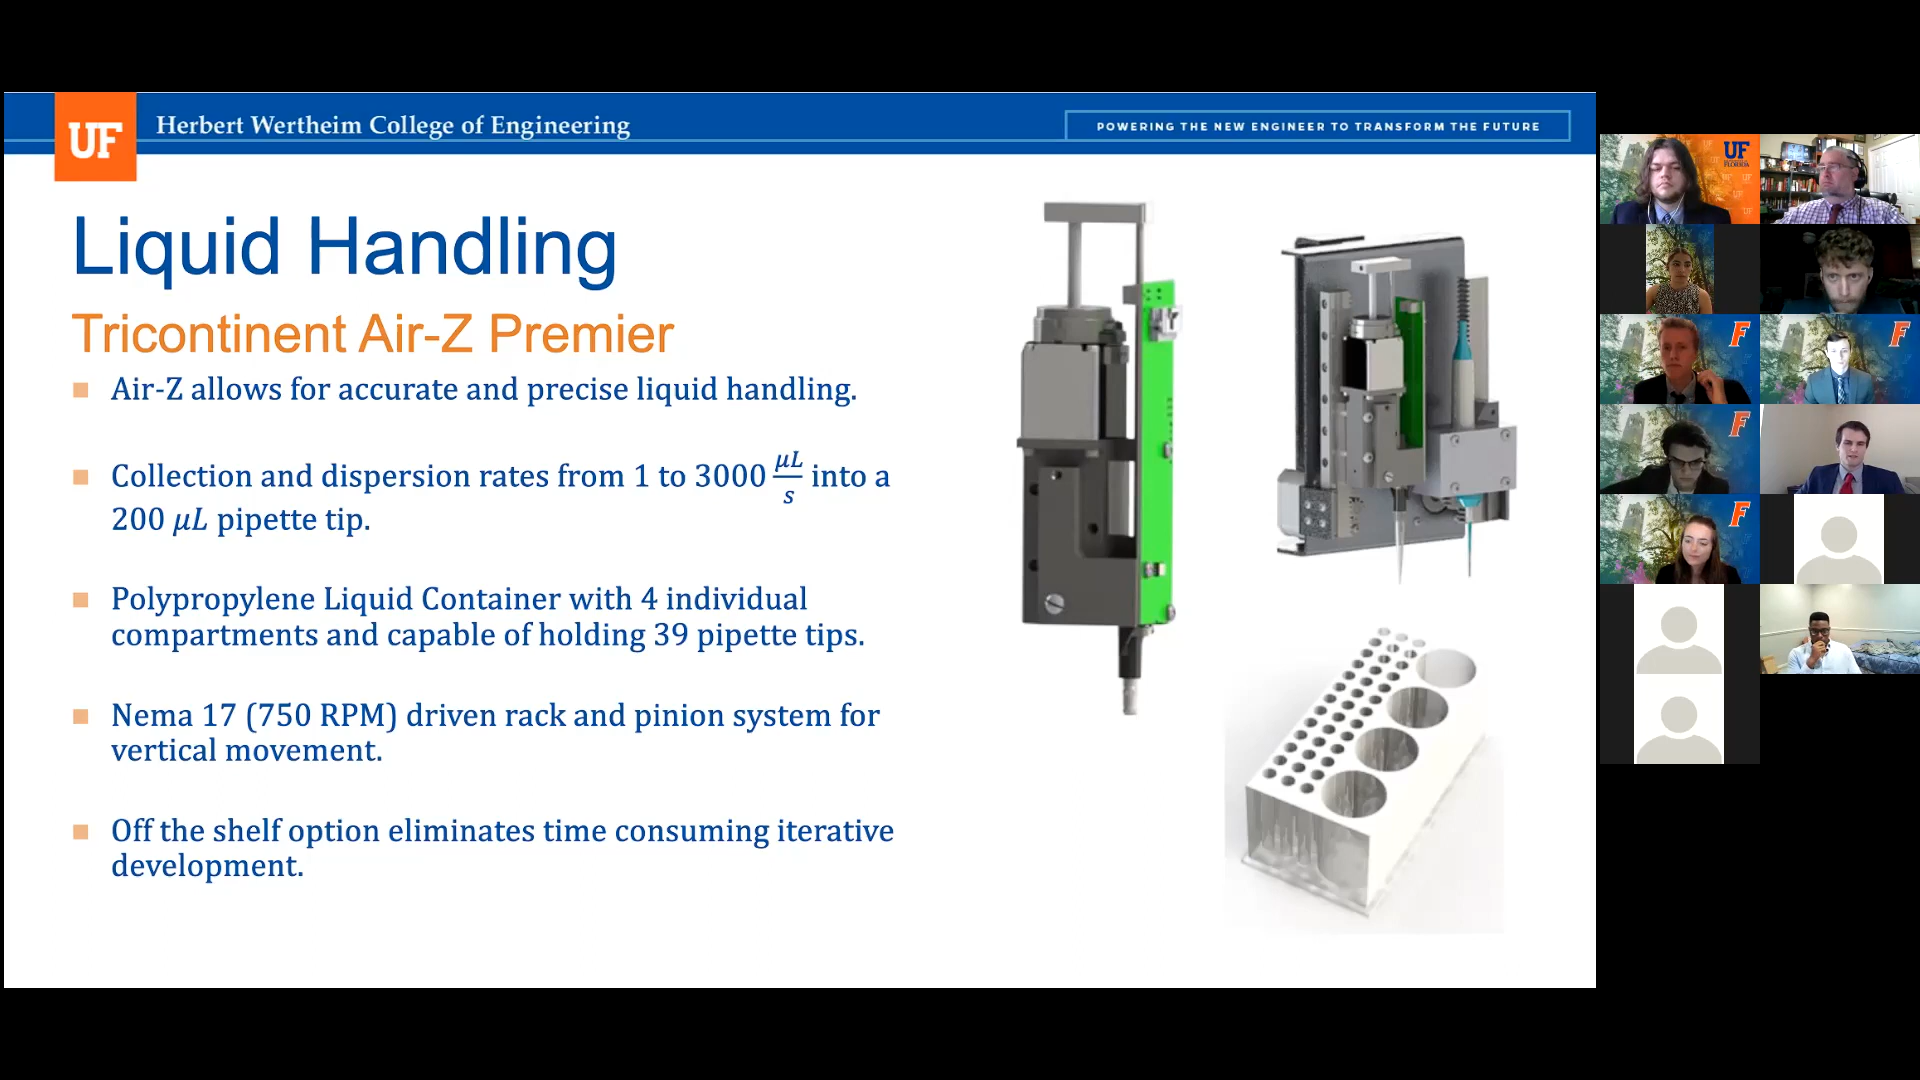 UF
Herbert Wertheim College of Engineering
POWERING THE NEW ENGINEER TO TRANSFORM THE FUTURE
Liquid Handling
Tricontinent Air-Z Premier
Air-Z allows for accurate and precise liquid handling.
Collection and dispersion rates from 1 to 3000 μL/s into a
200 μL pipette tip.
Polypropylene Liquid Container with 4 individual
compartments and capable of holding 39 pipette tips.
Nema 17 (750 RPM) driven rack and pinion system for
vertical movement.
Off the shelf option eliminates time consuming iterative
development.
UF
F
F
F
F